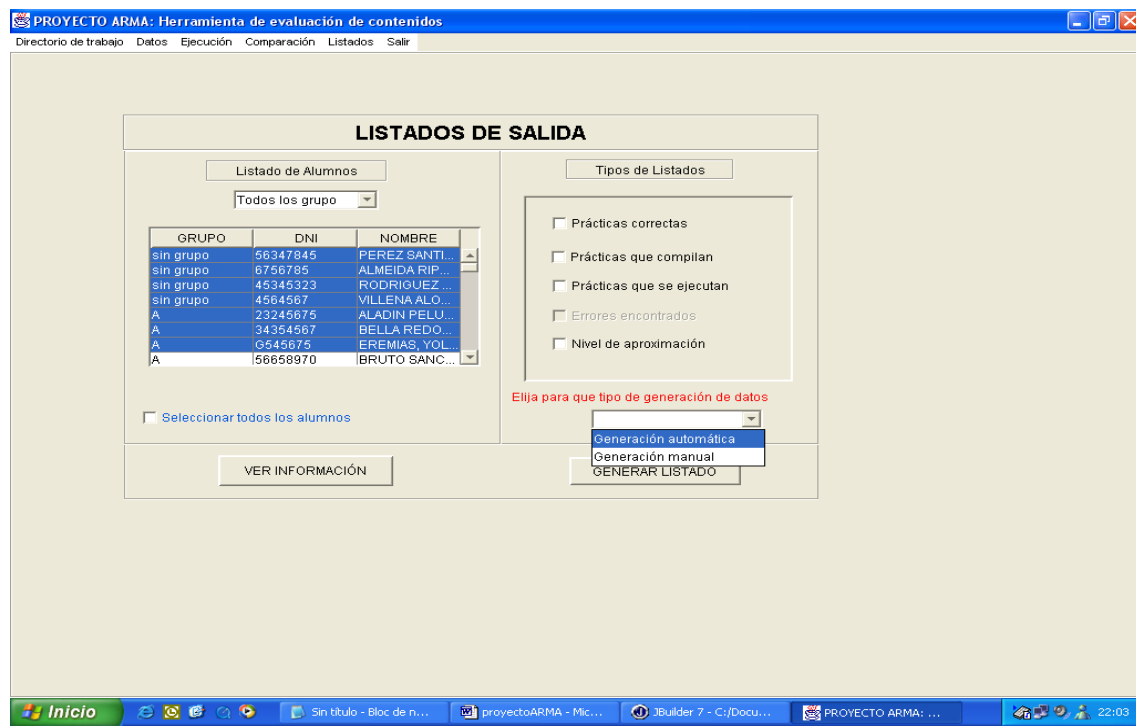 PROYECTO ARMA: Herramienta de evaluación de contenidos
Directorio de trabajo Datos Ejecución Comparación Listados Salir
LISTADOS DE SALIDA
Listado de Alumnos
Todos los grupo
GRUPO DNI NOMBRE
sin grupo 56347845 PEREZ SANTI...
sin grupo 6756785 ALMEIDA RIP...
sin grupo 45345323 RODRIGUEZ ...
sin grupo 4564567 VILLENA ALO...
A 23245675 ALADIN PELU...
A 34354567 BELLA REDO...
A G545675 EREMIAS, YOL...
A 56658970 BRUTO SANC...
Seleccionar todos los alumnos
VER INFORMACIÓN
Tipos de Listados
Prácticas correctas
Prácticas que compilan
Prácticas que se ejecutan
Errores encontrados
Nivel de aproximación
Elija para que tipo de generación de datos
Generación automática
Generación manual
GENERAR LISTADO
Inicio Sin título - Bloc de n... proyectoARMA - Mic... JBuilder 7 - C:/Docu... PROYECTO ARMA: ... 22:03